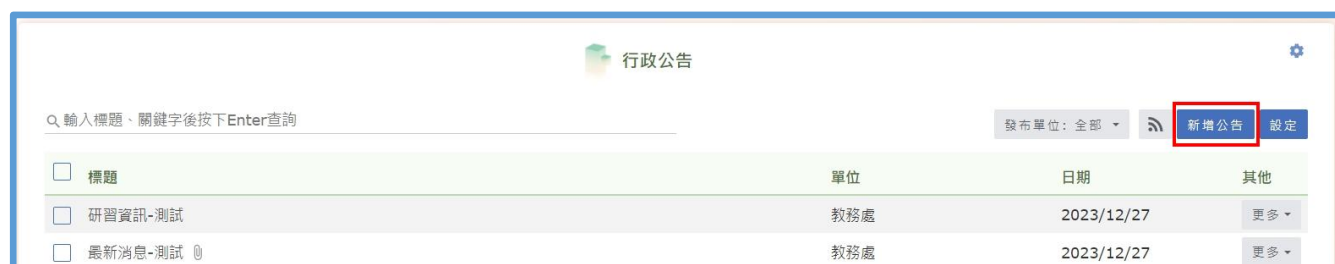 行政公告
輸入標題、關鍵字後按下Enter查詢
發布單位: 全部 新增公告 設定
標題 單位 日期 其他
研習資訊-測試 教務處 2023/12/27 更多
最新消息-測試 教務處 2023/12/27 更多